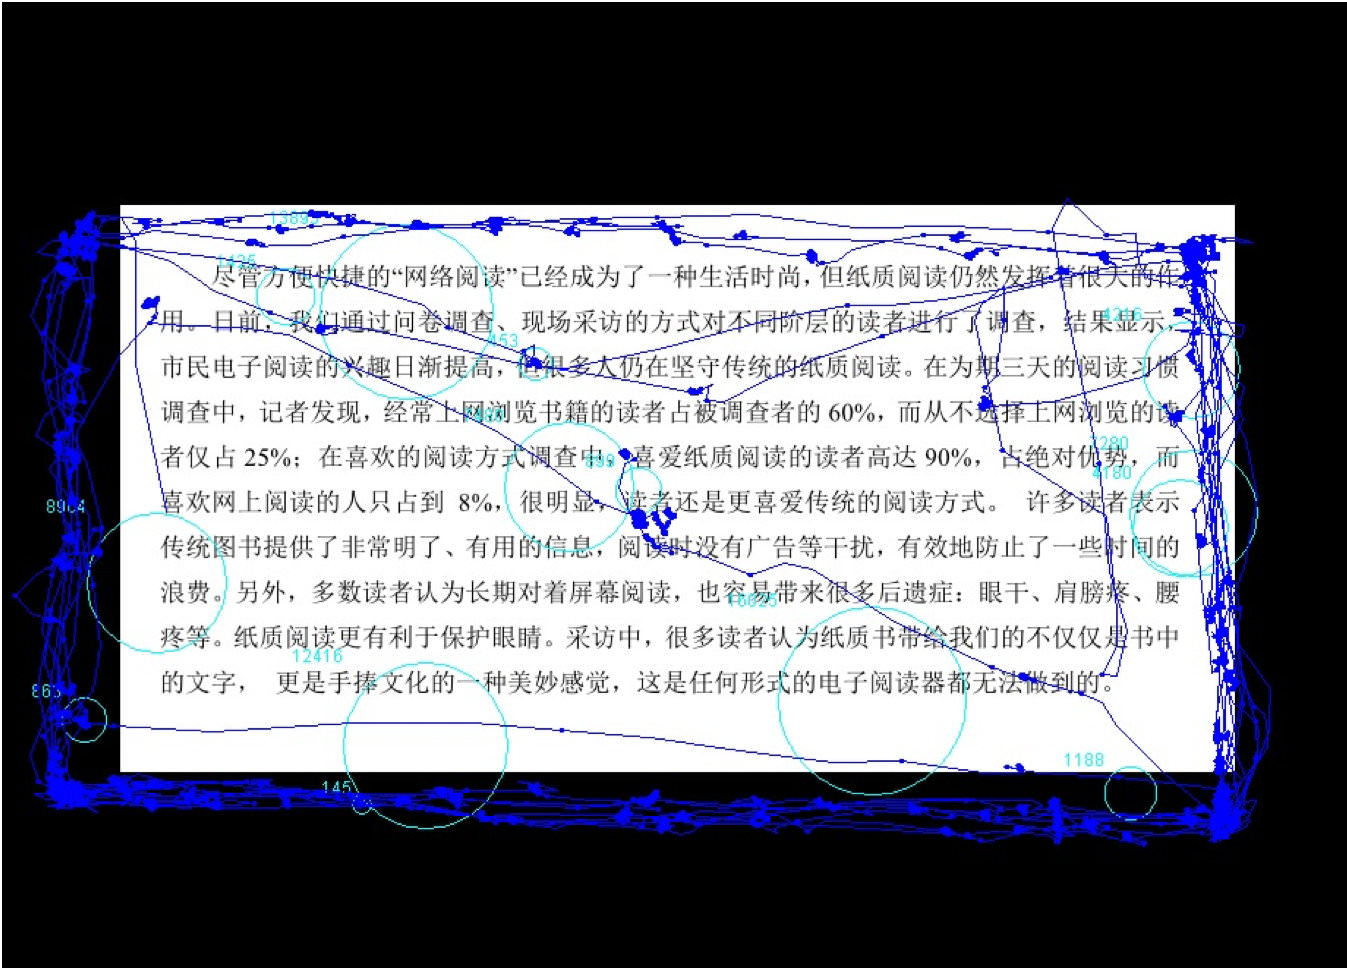 13895
1425
尽管方便快捷的“网络阅读”已经成为了一种生活时尚，但纸质阅读仍然发挥着很大的作
用。日前，我们通过问卷调查、现场采访的方式对不同阶层的读者进行了调查，结果显示，
4216
453
市民电子阅读的兴趣日渐提高，但很多人仍在坚守传统的纸质阅读。在为期三天的阅读习惯
调查中，记者发现，经常上网浏览书籍的读者占被调查者的 60%，而从不选择上网浏览的读
7280
899
者仅占 25%；在喜欢的阅读方式调查中，喜爱纸质阅读的读者高达 90%，占绝对优势，而
4180
喜欢网上阅读的人只占到 8%，很明显，读者还是更喜爱传统的阅读方式。 许多读者表示
传统图书提供了非常明了、有用的信息，阅读时没有广告等干扰，有效地防止了一些时间的
浪费。另外，多数读者认为长期对着屏幕阅读，也容易带来很多后遗症：眼干、肩膀疼、腰
疼等。纸质阅读更有利于保护眼睛。采访中，很多读者认为纸质书带给我们的不仅仅是书中
12416
的文字， 更是手捧文化的一种美妙感觉，这是任何形式的电子阅读器都无法做到的。
1188
145